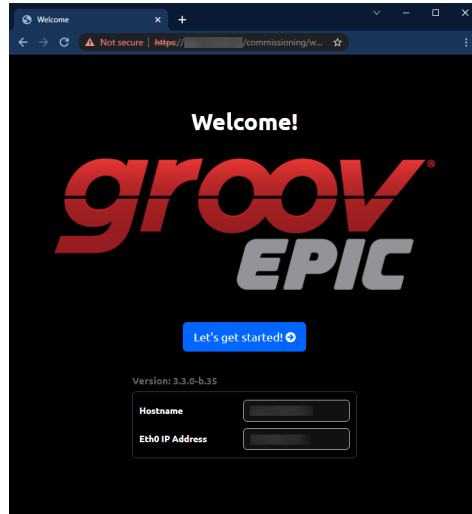 Welcome
Not secure | https:// /commissioning/w...
Welcome!
groov®
EPIC
Let's get started!
Version: 3.3.0-b.35
Hostname
Eth0 IP Address